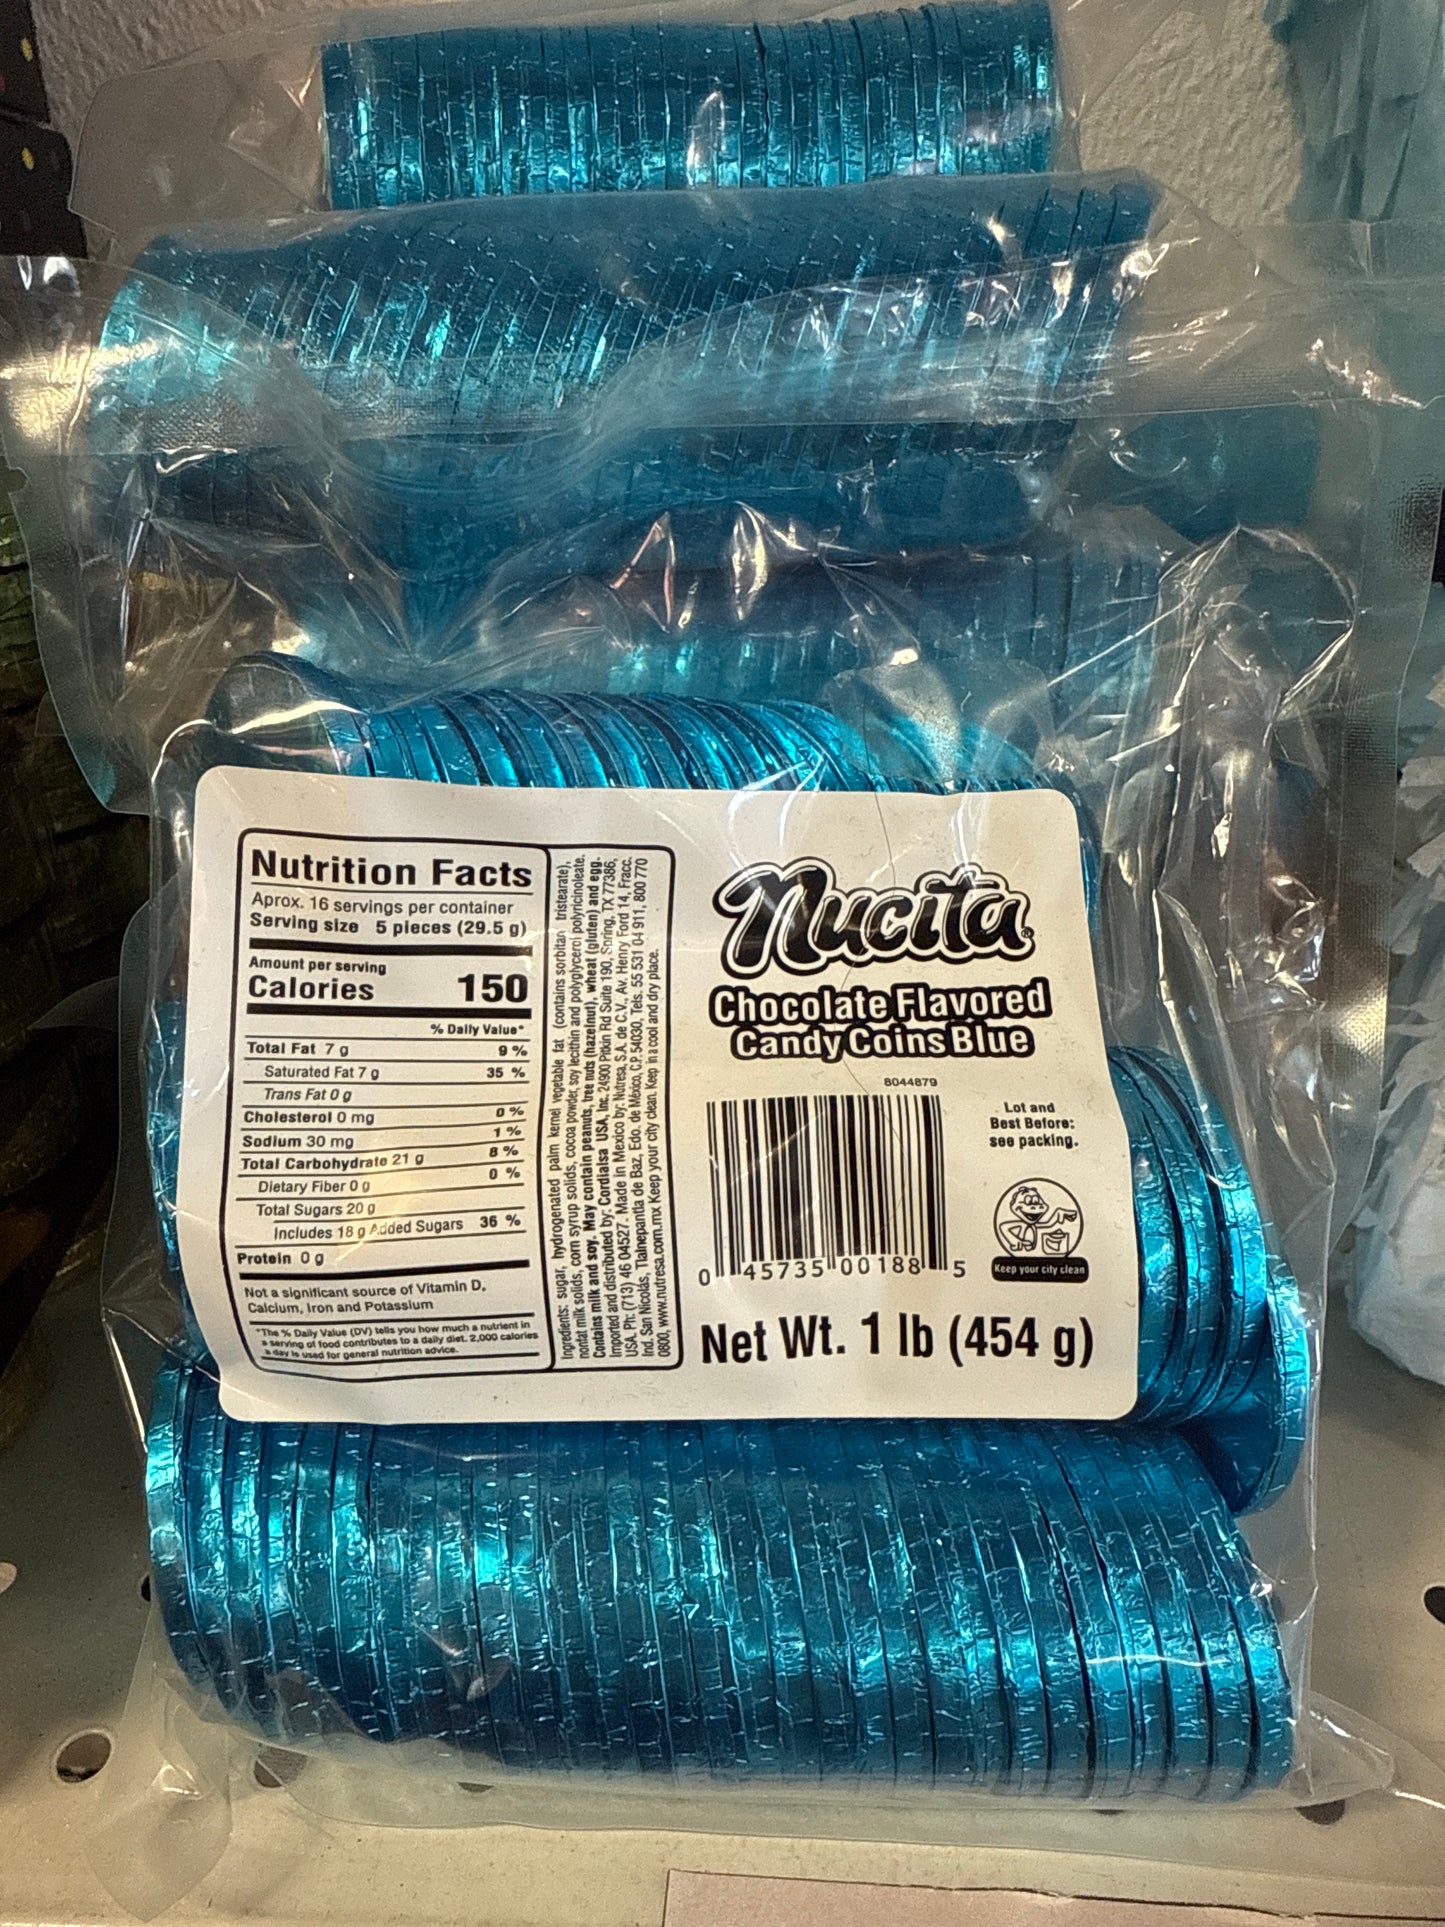 Nutrition Facts
Aprox. 16 servings per container
Serving size 5 pieces (29.5 g)
Amount per serving
Calories 150
% Daily Value*
Total Fat 7 g 9 %
Saturated Fat 7 g 35 %
Trans Fat 0 g
Cholesterol 0 mg 0 %
Sodium 30 mg 1 %
Total Carbohydrate 21 g 8 %
Dietary Fiber 0 g 0 %
Total Sugars 20 g
Includes 18 g Added Sugars 36 %
Protein 0 g
Not a significant source of Vitamin D,
Calcium, Iron and Potassium
*The % Daily Value (DV) tells you how much a nutrient in
a serving of food contributes to a daily diet. 2,000 calories
a day is used for general nutrition advice.
Ingredients: sugar, hydrogenated palm kernel vegetable fat (contains sorbitan tristearate),
nonfat milk solids, corn syrup solids, cocoa powder, soy lecithin and polyglycerol polyricinoleate.
Contains milk and soy. May contain peanuts, tree nuts (hazelnut), wheat (gluten) and egg.
Imported and distributed by: Cordialsa USA, Inc. 24900 Pitkin Rd Suite 190, Spring, TX 77386,
USA. Ph: (713) 46 04527. Made in Mexico by: Nutresa, S.A. de C.V., Av. Henry Ford 14, Fracc.
Ind. San Nicolás, Tlalnepantla de Baz, Edo. de México, C.P. 54030, Tels. 55 531 04 911, 800 770
0800, www.nutresa.com.mx Keep your city clean. Keep in a cool and dry place.
Nucita®
Chocolate Flavored
Candy Coins Blue
8044879
Lot and
Best Before:
see packing.
0 45735 00188 5
Keep your city clean
Net Wt. 1 lb (454 g)